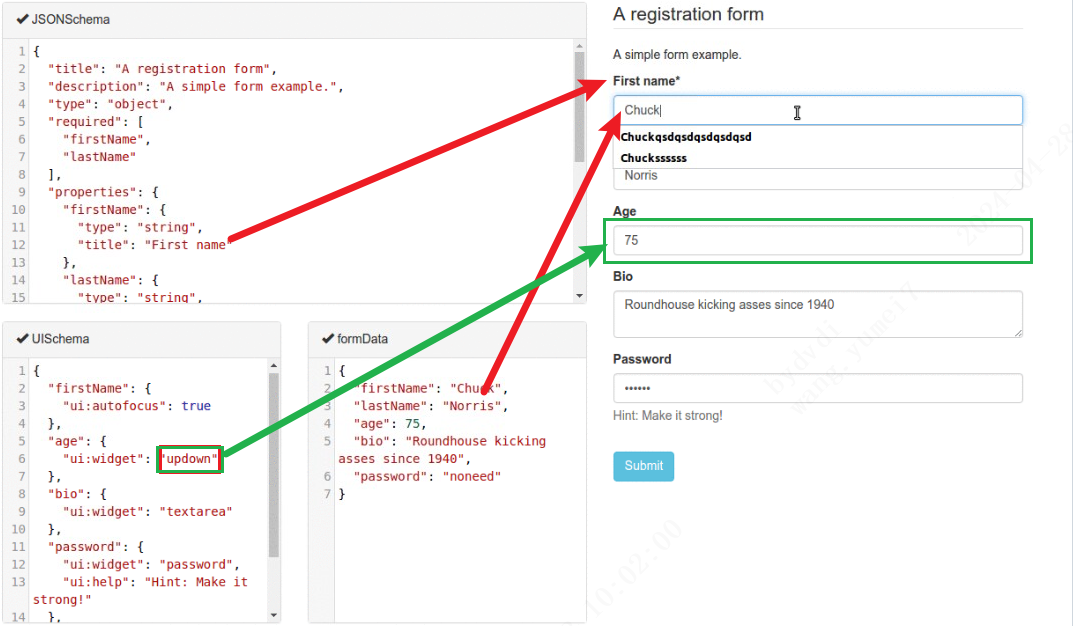 JSONSchema
1 {
2 "title": "A registration form",
3 "description": "A simple form example.",
4 "type": "object",
5 "required": [
6 "firstName",
7 "lastName"
8 ],
9 "properties": {
10 "firstName": {
11 "type": "string",
12 "title": "First name"
13 },
14 "lastName": {
15 "type": "string",
UISchema
1 {
2 "firstName": {
3 "ui:autofocus": true
4 },
5 "age": {
6 "ui:widget": "updown"
7 },
8 "bio": {
9 "ui:widget": "textarea"
10 },
11 "password": {
12 "ui:widget": "password",
13 "ui:help": "Hint: Make it
strong!"
14 },
formData
1 {
2 "firstName": "Chuck",
3 "lastName": "Norris",
4 "age": 75,
5 "bio": "Roundhouse kicking
asses since 1940",
6 "password": "noneed"
7 }
A registration form
A simple form example.
First name*
Chuck
Chuckqsdqsdqsdqsdqsd
Chuckssssss
Norris
Age
75
Bio
Roundhouse kicking asses since 1940
Password
••••••
Hint: Make it strong!
Submit
10:02:00